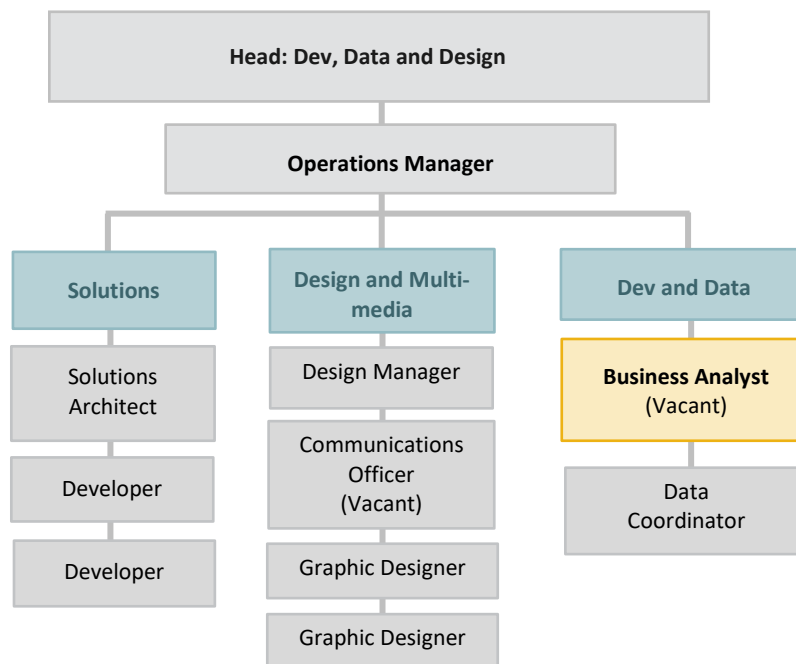 Head: Dev, Data and Design
Operations Manager
Solutions
Solutions
Architect
Developer
Developer
Design and Multi-
media
Design Manager
Communications
Officer
(Vacant)
Graphic Designer
Graphic Designer
Dev and Data
Business Analyst
(Vacant)
Data
Coordinator